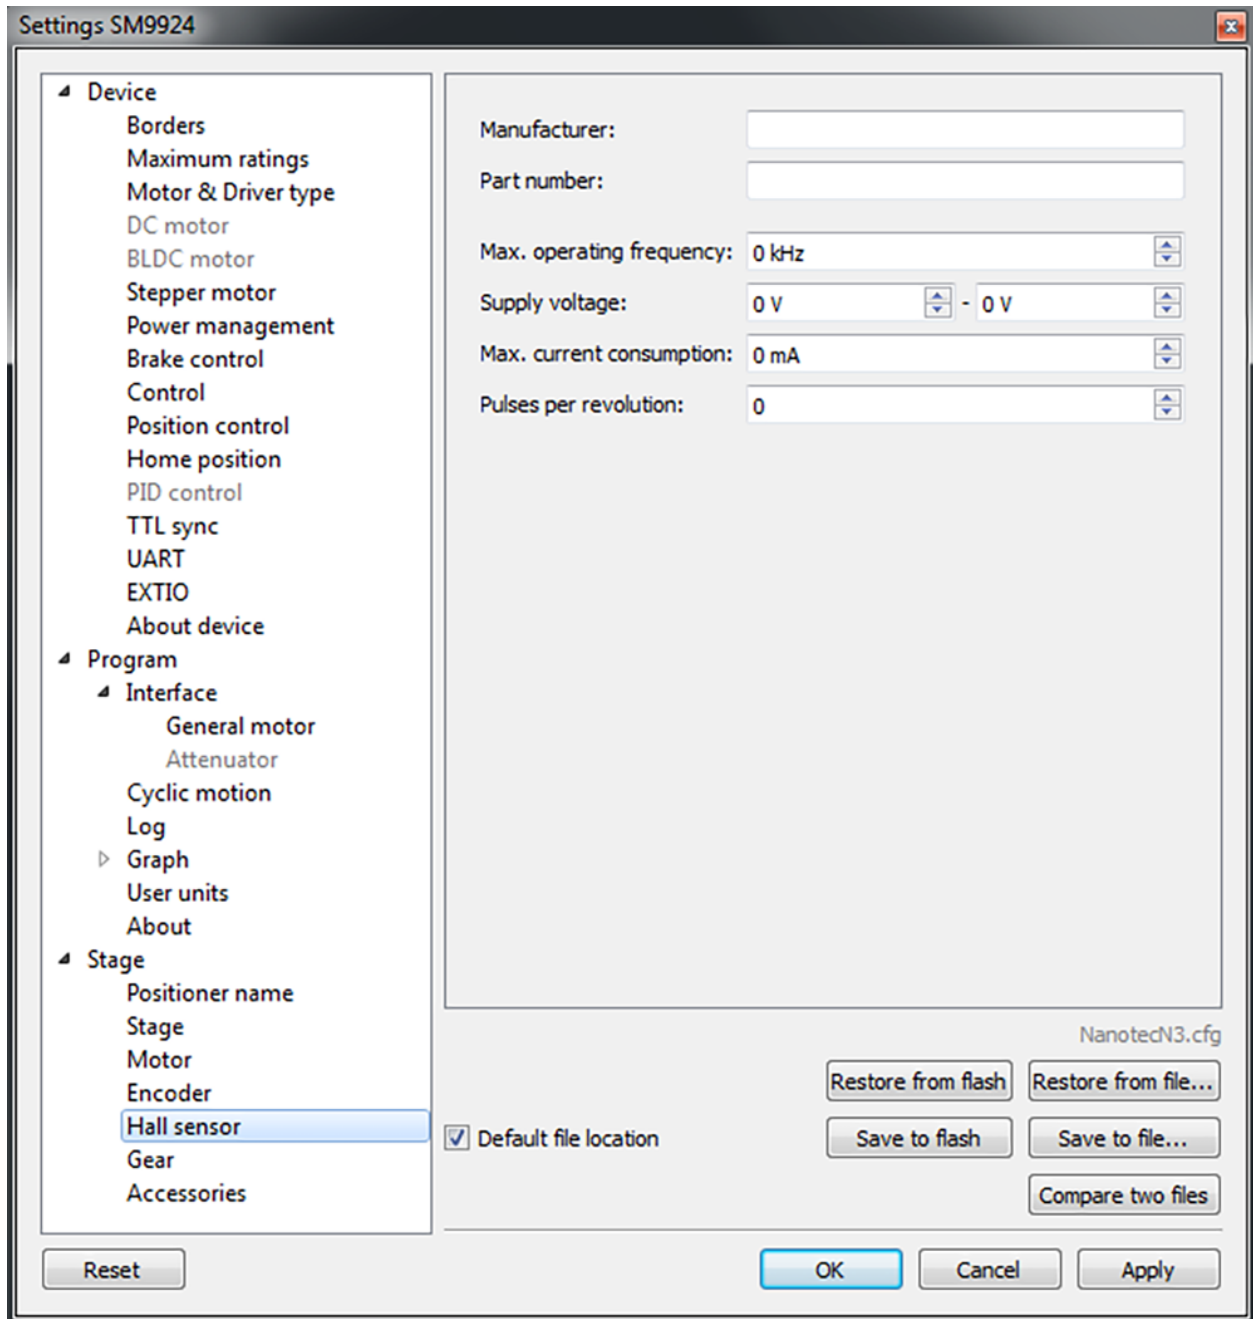 Settings SM9924
Device
Borders
Maximum ratings
Motor & Driver type
DC motor
BLDC motor
Stepper motor
Power management
Brake control
Control
Position control
Home position
PID control
TTL sync
UART
EXTIO
About device
Program
Interface
General motor
Attenuator
Cyclic motion
Log
Graph
User units
About
Stage
Positioner name
Stage
Motor
Encoder
Hall sensor
Gear
Accessories
Manufacturer:
Part number:
Max. operating frequency: 0 kHz
Supply voltage: 0 V - 0 V
Max. current consumption: 0 mA
Pulses per revolution: 0
NanotecN3.cfg
Restore from flash Restore from file...
Default file location Save to flash Save to file...
Compare two files
Reset OK Cancel Apply